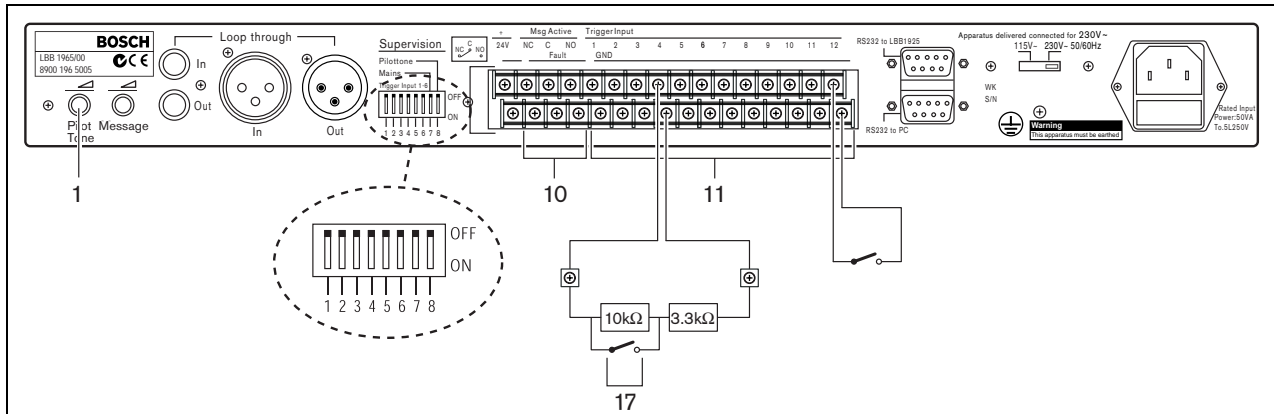 BOSCH
LBB 1965/00
8900 196 5005
Loop through
In
Out
Pilot
Tone
Message
In
Out
Supervision
Pilottone
Mains
Trigger Input 1-6
OFF
ON
1 2 3 4 5 6 7 8
NC C NO
+
24V
Msg Active
NC C NO
Fault
Trigger Input
1 2 3 4 5 6 7 8 9 10 11 12
GND
RS232 to LBB1925
RS232 to PC
Apparatus delivered connected for 230V~
115V~ 230V~ 50/60Hz
WK
S/N
Warning
This apparatus must be earthed
Rated Input
Power:50VA
To.5L250V
1
10
11
OFF
ON
1 2 3 4 5 6 7 8
10kΩ
3.3kΩ
17